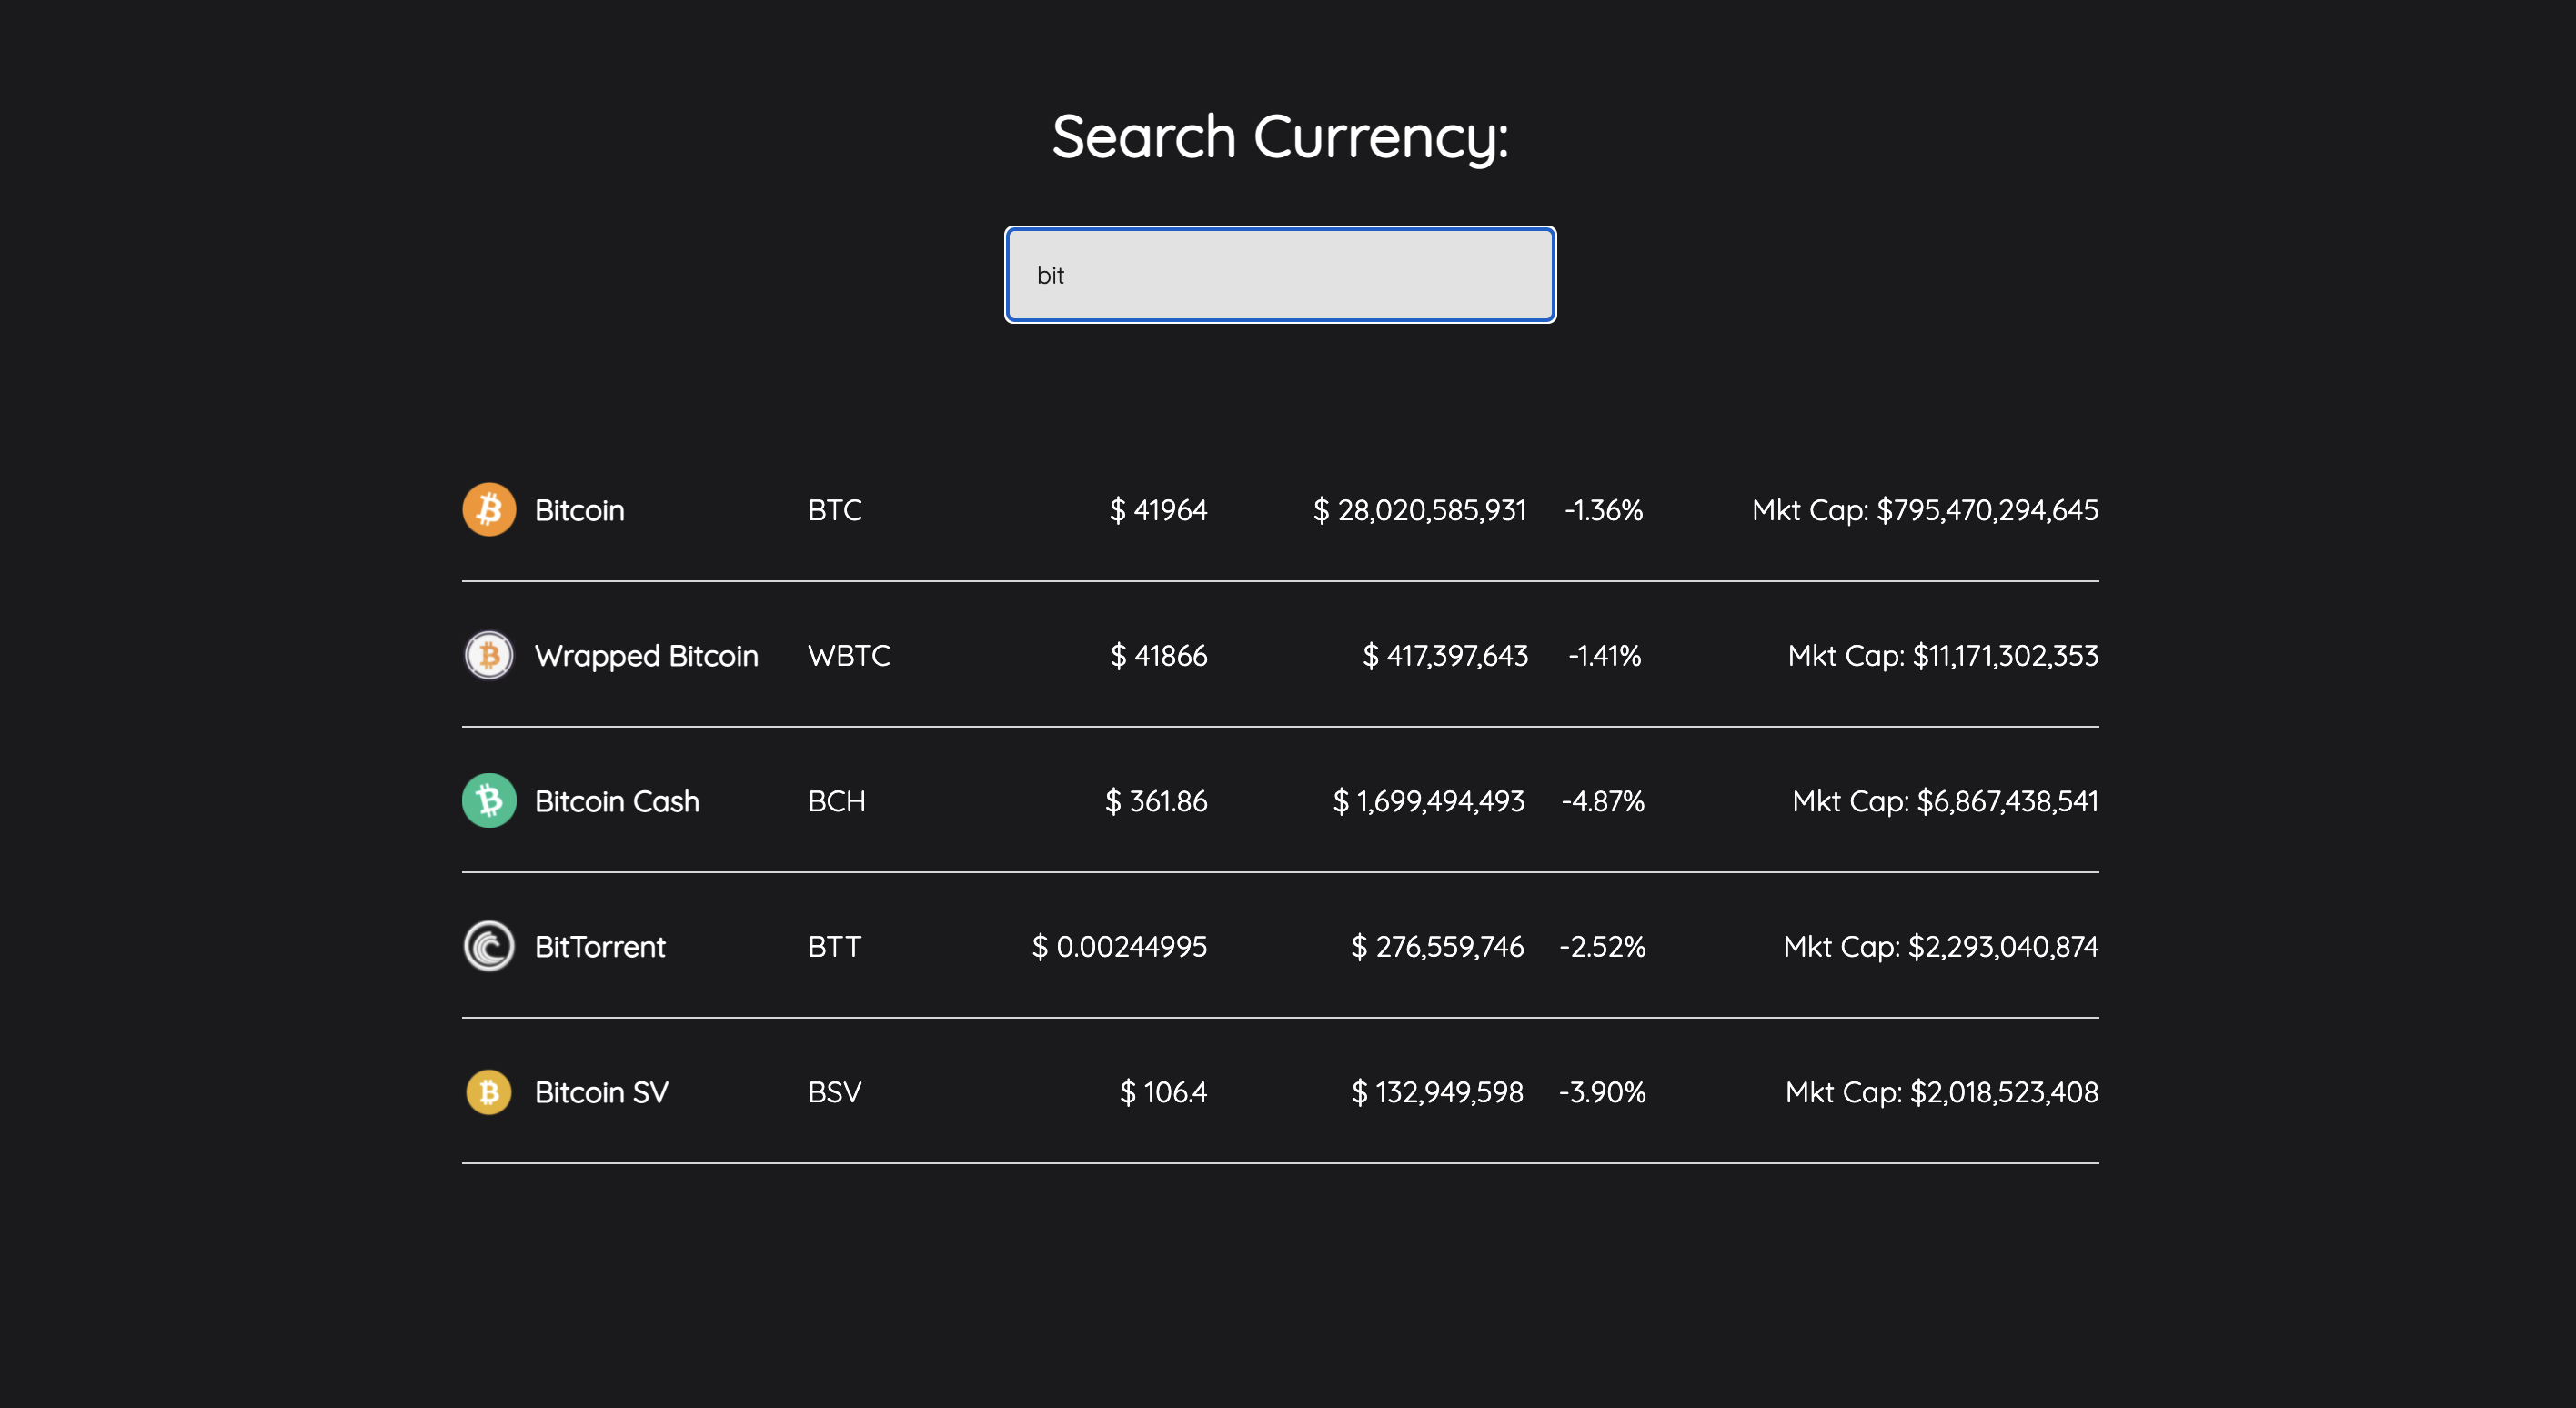 Search Currency:
bit
Bitcoin BTC $ 41964 $ 28,020,585,931 -1.36% Mkt Cap: $795,470,294,645
Wrapped Bitcoin WBTC $ 41866 $ 417,397,643 -1.41% Mkt Cap: $11,171,302,353
Bitcoin Cash BCH $ 361.86 $ 1,699,494,493 -4.87% Mkt Cap: $6,867,438,541
BitTorrent BTT $ 0.00244995 $ 276,559,746 -2.52% Mkt Cap: $2,293,040,874
Bitcoin SV BSV $ 106.4 $ 132,949,598 -3.90% Mkt Cap: $2,018,523,408